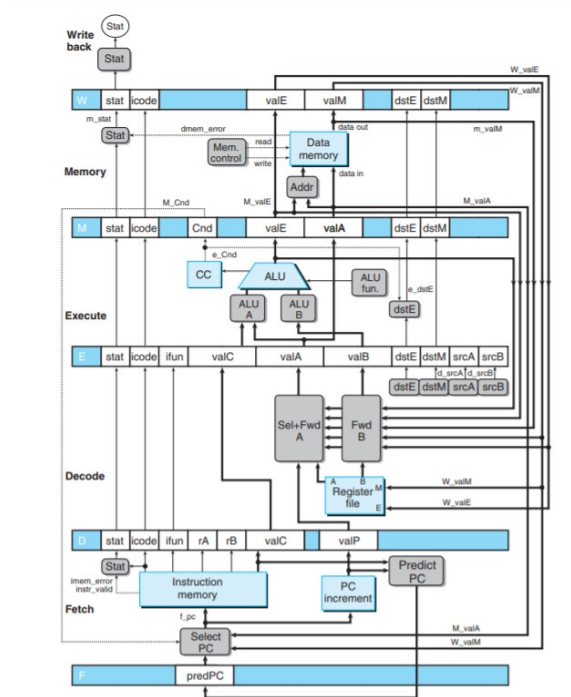 Write
back
Stat
Stat
W_valE
W stat icode valE valM dstE dstM
W_valM
m_stat
Stat
dmem_error
data out
m_valM
Mem.
control
read
write
Data
memory
data in
Memory
Addr
M_Cnd
M_valE
M_valA
M stat icode Cnd valE valA dstE dstM
e_Cnd
CC
ALU
ALU
fun.
e_dstE
ALU
A
ALU
B
dstE
Execute
E stat icode ifun valC valA valB dstE dstM srcA srcB
d_srcA d_srcB
dstE dstM srcA srcB
Sel+Fwd
A
Fwd
B
Decode
A B
Register
file
M
E
W_valM
W_valE
D stat icode ifun rA rB valC valP
Stat
imem_error
instr_valid
Instruction
memory
PC
increment
Predict
PC
Fetch
f_pc
Select
PC
M_valA
W_valM
F predPC